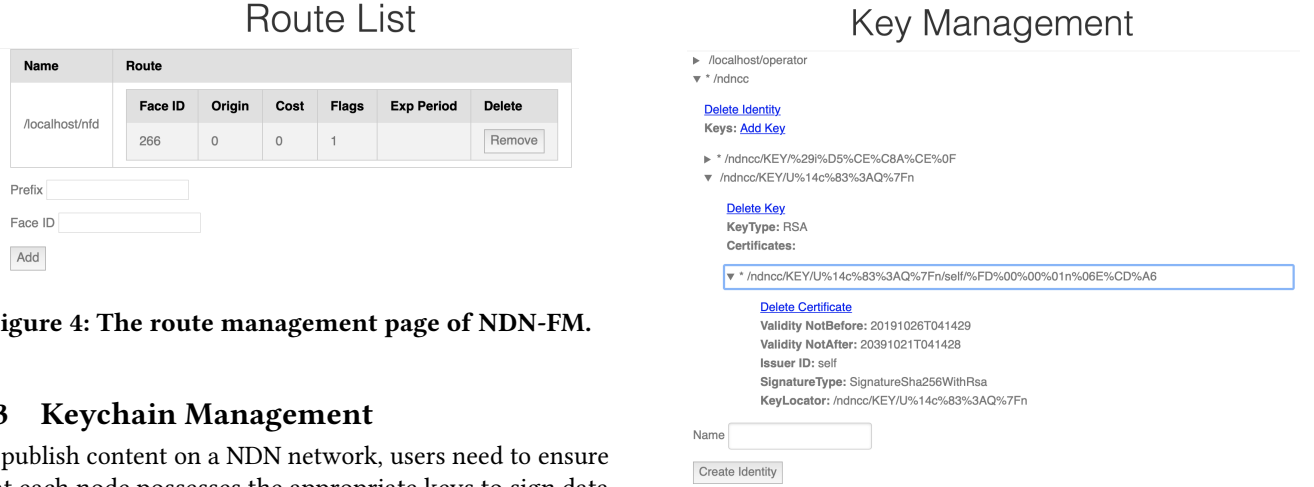 Route List
Name Route
Face ID Origin Cost Flags Exp Period Delete
/localhost/nfd
266 0 0 1 Remove
Prefix
Face ID
Add
igure 4: The route management page of NDN-FM.
3 Keychain Management
publish content on a NDN network, users need to ensure
t each node possesses the appropriate keys to sign data
Key Management
▶ /localhost/operator
▼ * /ndncc
Delete Identity
Keys: Add Key
▶ * /ndncc/KEY/%29i%D5%CE%C8A%CE%0F
▼ /ndncc/KEY/U%14c%83%3AQ%7Fn
Delete Key
KeyType: RSA
Certificates:
▼ * /ndncc/KEY/U%14c%83%3AQ%7Fn/self/%FD%00%00%01n%06E%CD%A6
Delete Certificate
Validity NotBefore: 20191026T041429
Validity NotAfter: 20391021T041428
Issuer ID: self
SignatureType: SignatureSha256WithRsa
KeyLocator: /ndncc/KEY/U%14c%83%3AQ%7Fn
Name
Create Identity